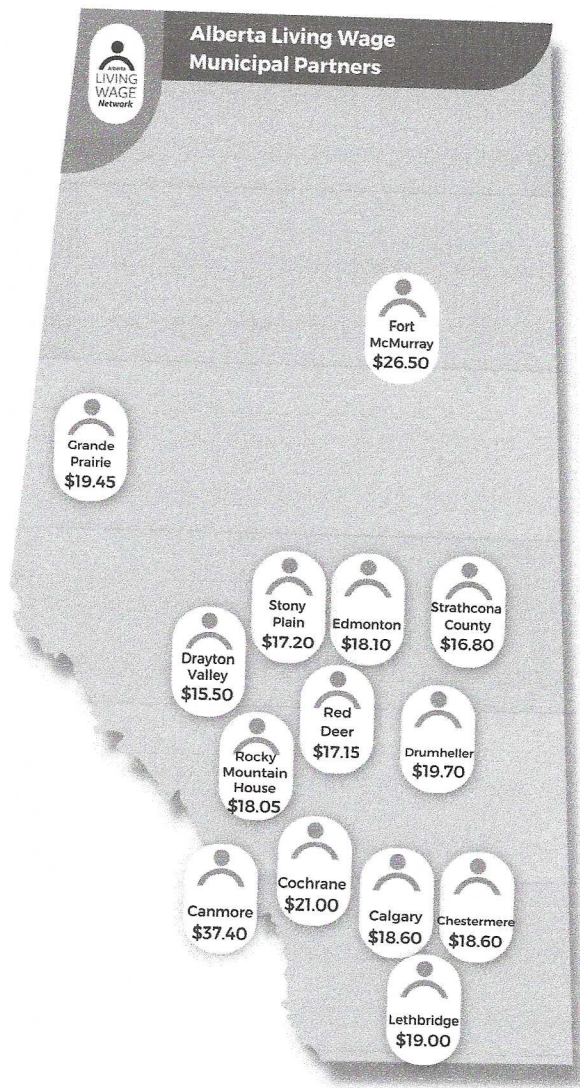 Alberta Living Wage
Municipal Partners
Alberta
LIVING
WAGE
Network
Fort
McMurray
$26.50
Grande
Prairie
$19.45
Stony
Plain
$17.20
Edmonton
$18.10
Strathcona
County
$16.80
Drayton
Valley
$15.50
Red
Deer
$17.15
Drumheller
$19.70
Rocky
Mountain
House
$18.05
Cochrane
$21.00
Canmore
$37.40
Calgary
$18.60
Chestermere
$18.60
Lethbridge
$19.00